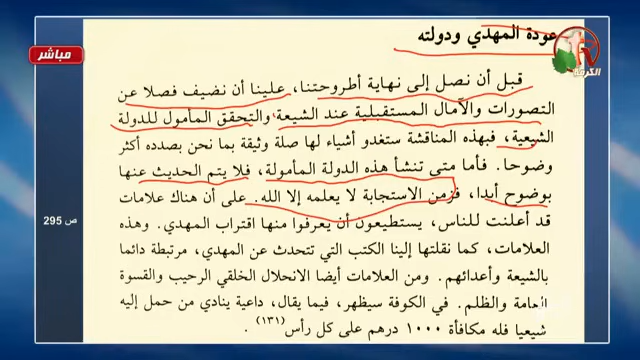 عودة المهدي ودولته
الكرمة
مباشر
قبل أن نصل إلى نهاية أطروحتنا، علينا أن نضيف فصلا عن
التصورات والآمال المستقبلية عند الشيعة والتحقق المأمول للدولة
الشيعية، فبهذه المناقشة ستغدو أشياء لها صلة وثيقة بما نحن بصدده أكثر
وضوحا. فأما متى تنشأ هذه الدولة المأمولة، فلا يتم الحديث عنها
بوضوح أبدا، فزمن الاستجابة لا يعلمه إلا الله. على أن هناك علامات
ص 295
قد أعلنت للناس، يستطيعون أن يعرفوا منها اقتراب المهدي. وهذه
العلامات، كما نقلتها إلينا الكتب التي تتحدث عن المهدي، مرتبطة دائما
بالشيعة وأعدائهم. ومن العلامات أيضا الانحلال الخلقي الرحيب والقسوة
العامة والظلم. في الكوفة سيظهر، فيما يقال، داعية ينادي من حمل إليه
شيعيا فله مكافأة ١٠٠٠ درهم على كل رأس(١٣١).